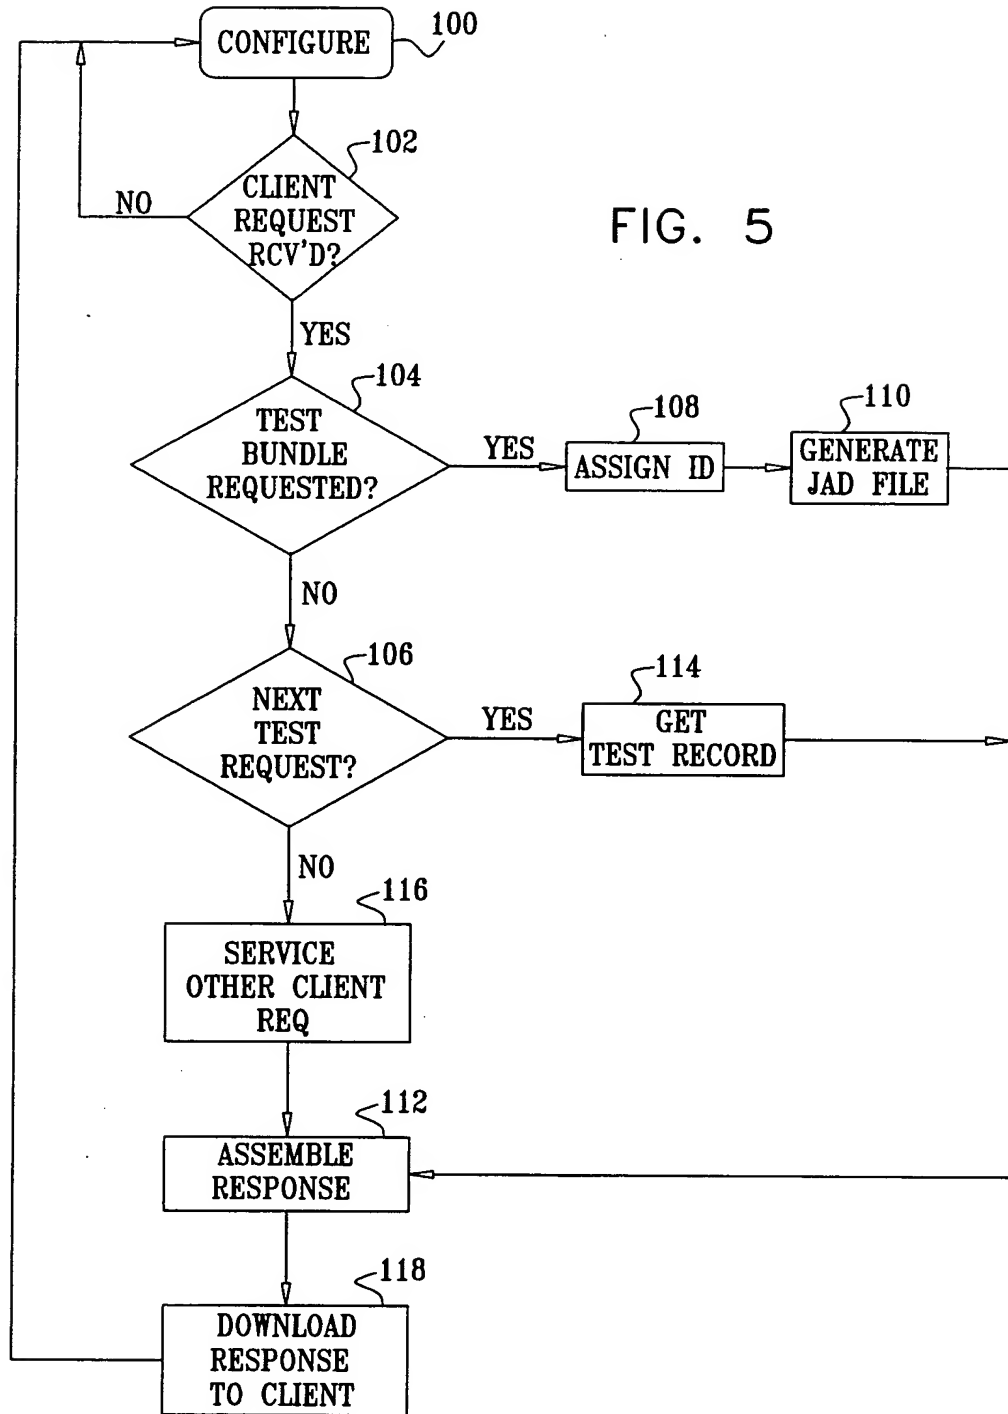 CONFIGURE
100
102
CLIENT
REQUEST
RCV'D?
NO
FIG. 5
YES
104
TEST
BUNDLE
REQUESTED?
YES
108
ASSIGN ID
110
GENERATE
JAD FILE
NO
106
NEXT
TEST
REQUEST?
YES
114
GET
TEST RECORD
NO
116
SERVICE
OTHER CLIENT
REQ
112
ASSEMBLE
RESPONSE
118
DOWNLOAD
RESPONSE
TO CLIENT